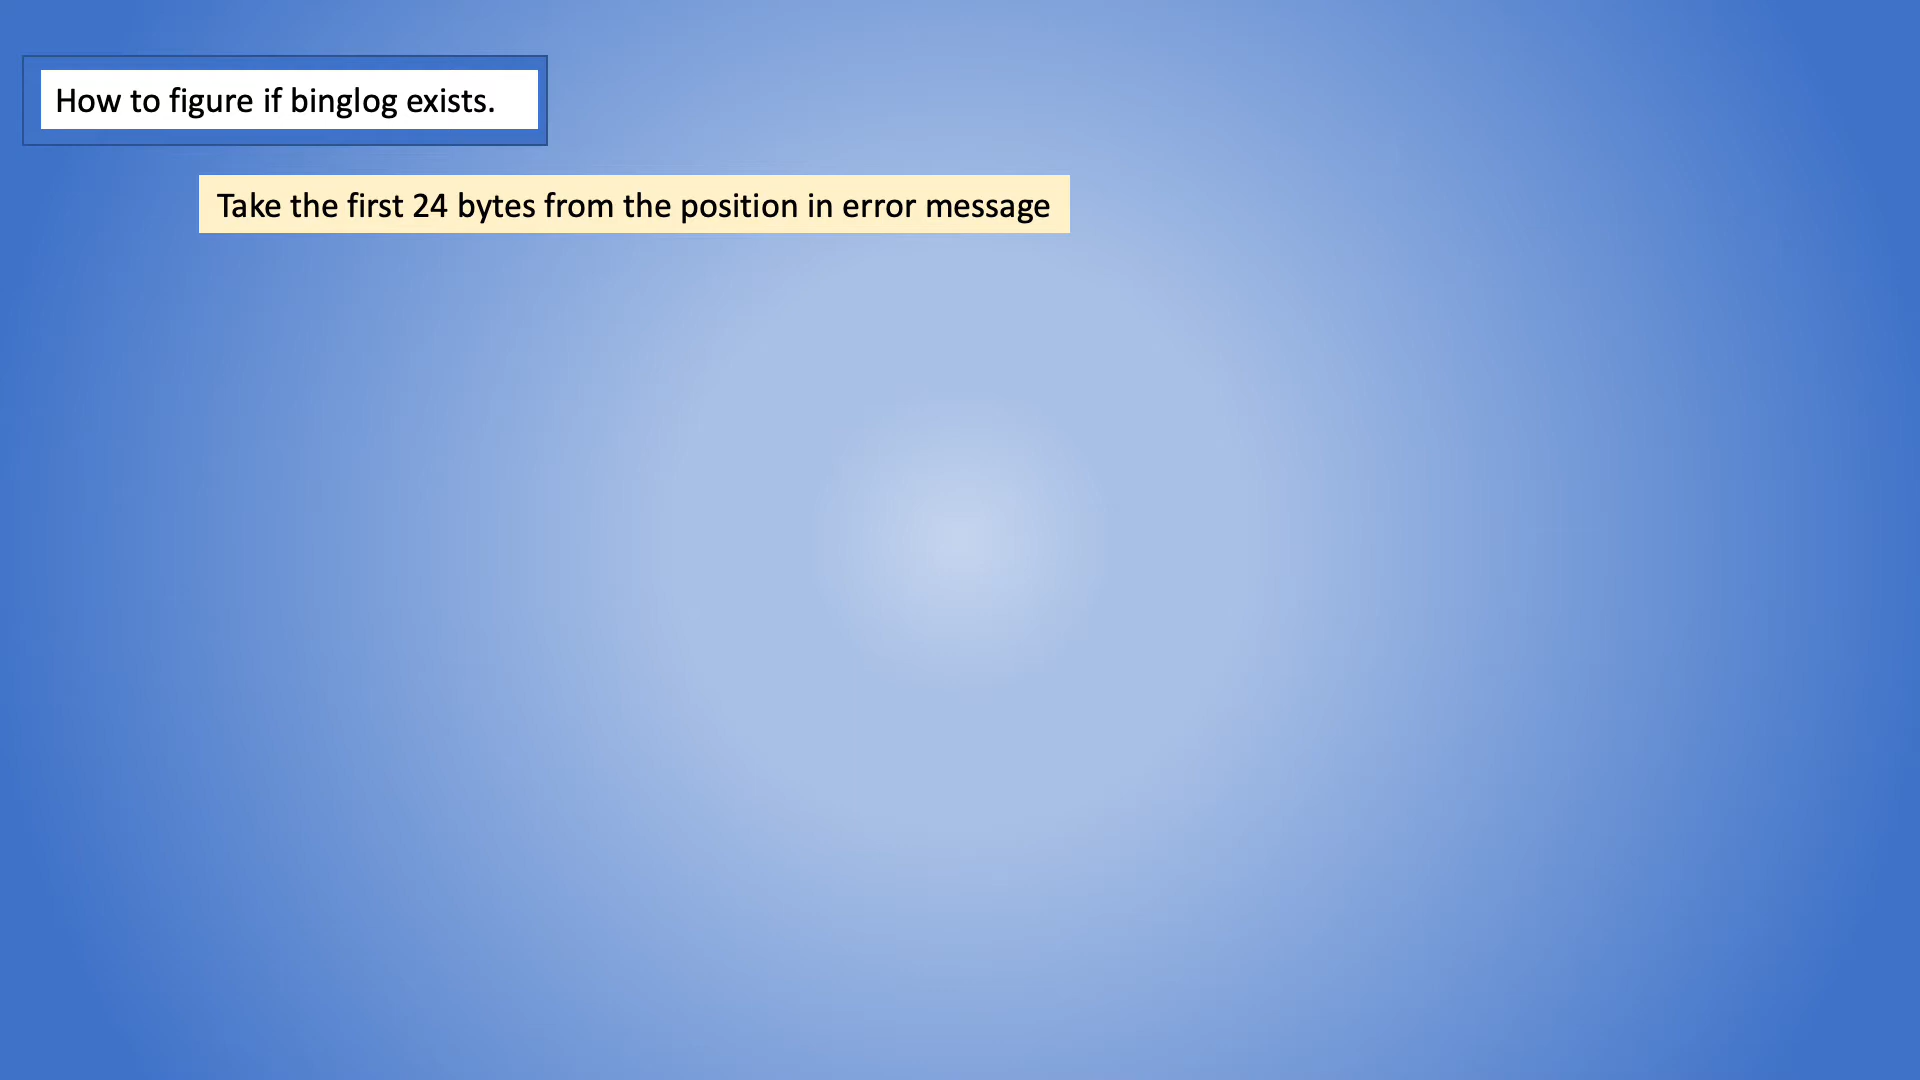 How to figure if binglog exists.
Take the first 24 bytes from the position in error message